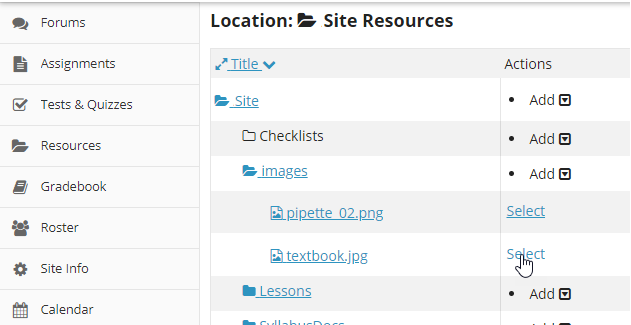 Forums
Assignments
Tests & Quizzes
Resources
Gradebook
Roster
Site Info
Calendar
Location: Site Resources
Title Actions
Site Add
Checklists Add
images Add
pipette_02.png Select
textbook.jpg Select
Lessons Add
SyllabusDocs Add